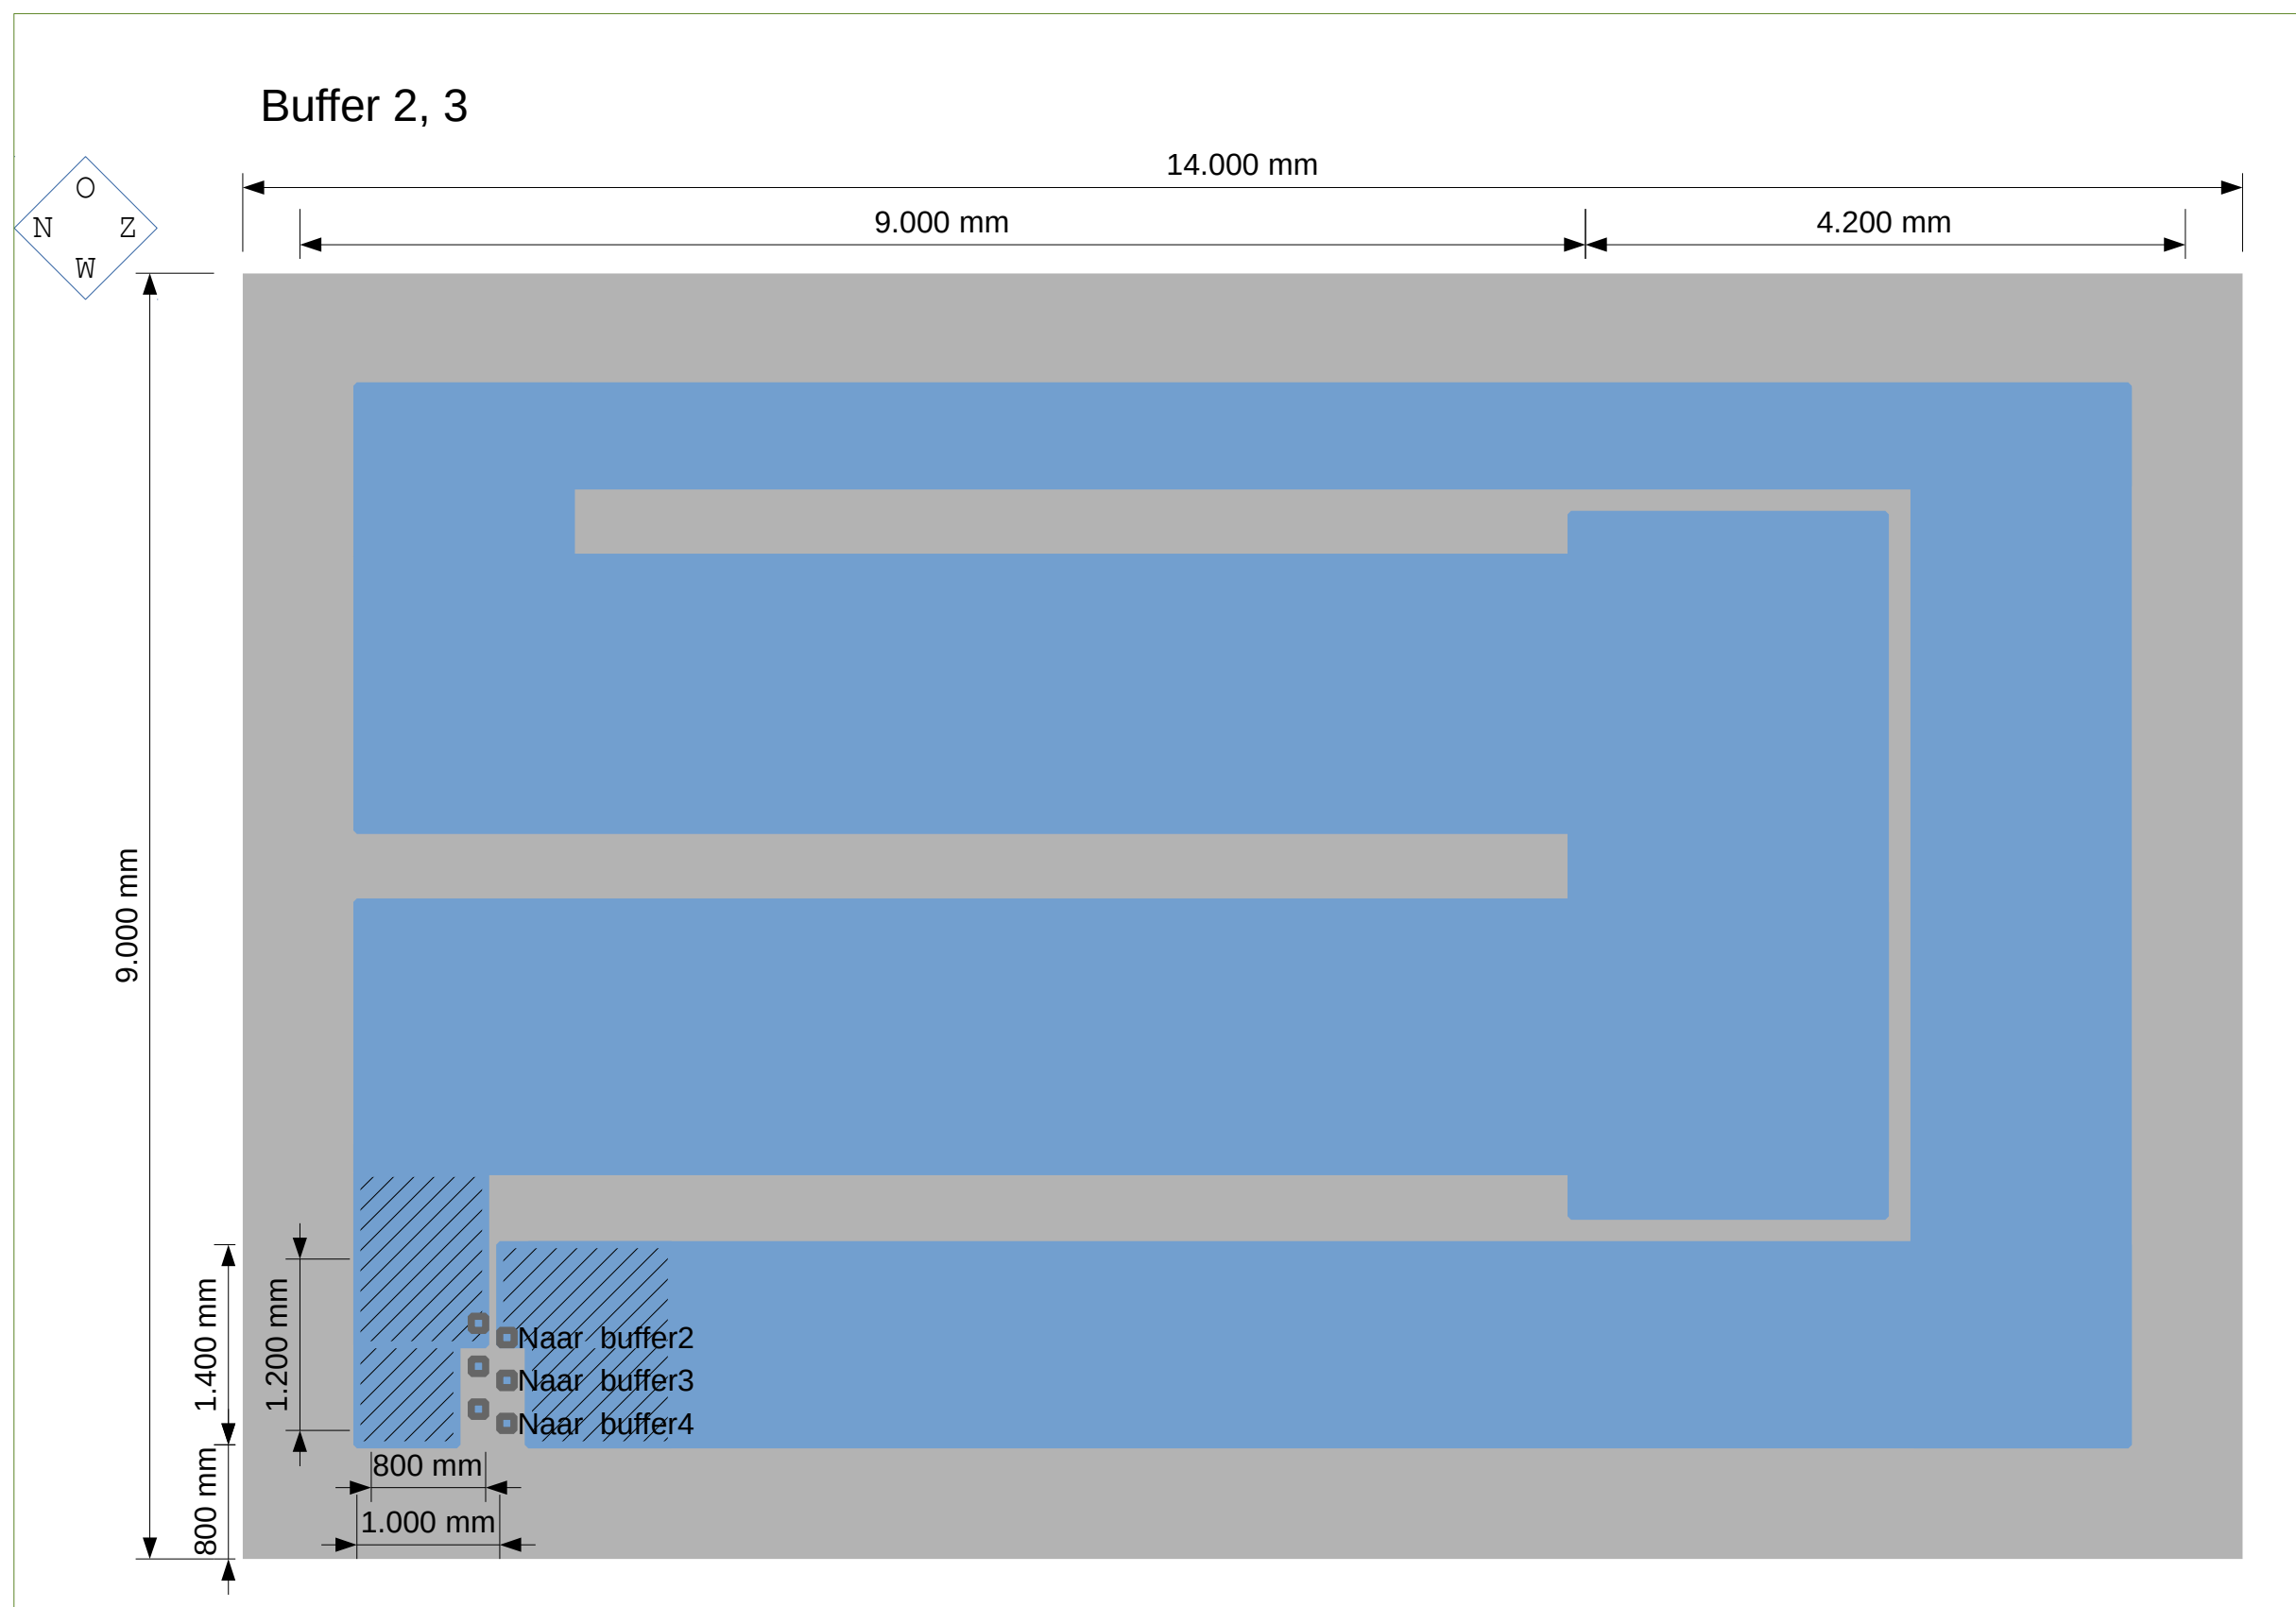 Buffer 2, 3
14.000 mm
9.000 mm
4.200 mm
O
N Z
W
9.000 mm
1.400 mm
1.200 mm
800 mm
Naar buffer2
Naar buffer3
Naar buffer4
800 mm
1.000 mm